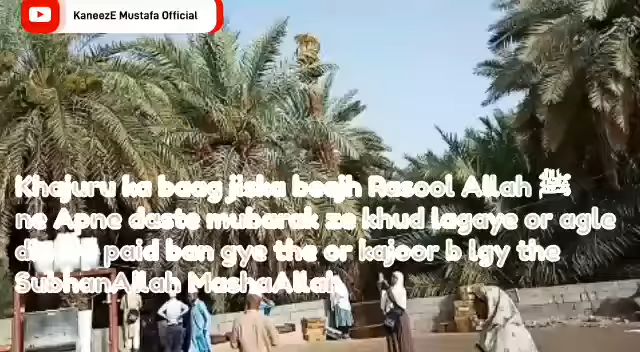 KaneezE Mustafa Official
Khajuru ka baag jiska beejh Rasool Allah ﷺ
ne Apne daste mubarak se khud lagaye or agle
paid ban gye the or kajoor b lgy the
SubhanAllah MashaAllah